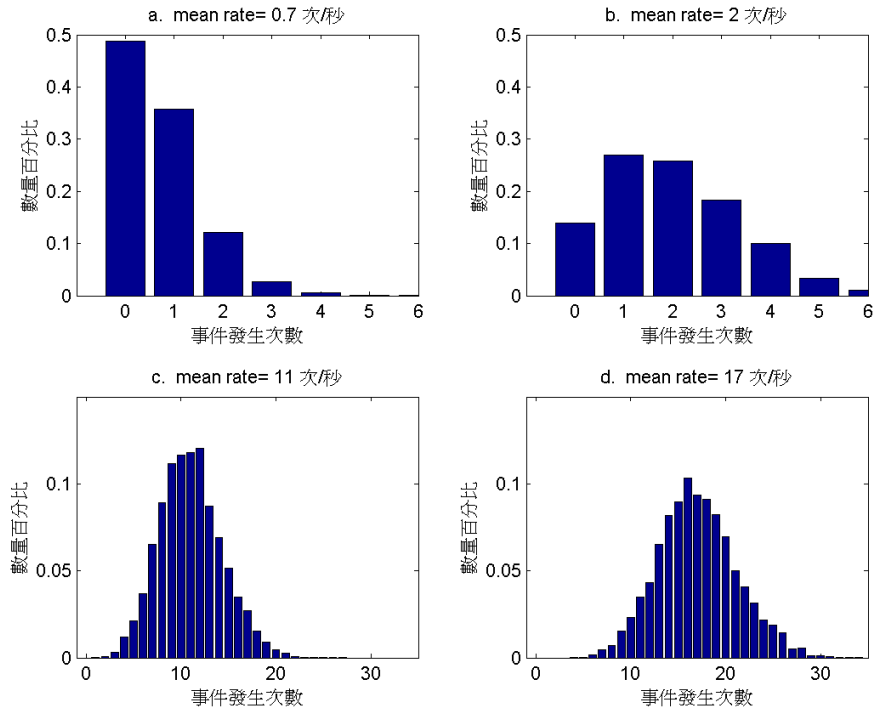 a. mean rate= 0.7 次/秒
0.5
0.4
0.3
0.2
0.1
0
數量百分比
0 1 2 3 4 5 6
事件發生次數
b. mean rate= 2 次/秒
0.5
0.4
0.3
0.2
0.1
0
數量百分比
0 1 2 3 4 5 6
事件發生次數
c. mean rate= 11 次/秒
0.1
0.05
0
數量百分比
0 10 20 30
事件發生次數
d. mean rate= 17 次/秒
0.1
0.05
0
數量百分比
0 10 20 30
事件發生次數